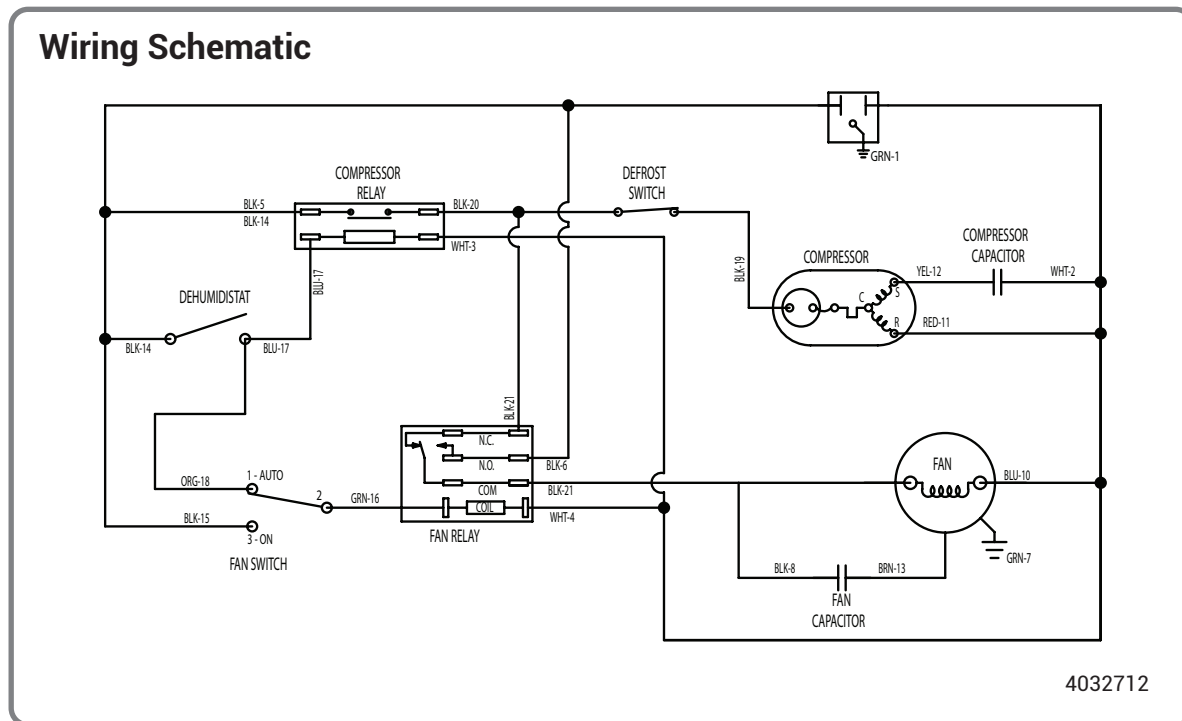 Wiring Schematic
GRN-1
COMPRESSOR
RELAY
DEFROST
SWITCH
BLK-5
BLK-14
BLK-20
WHT-3
BLU-17
BLK-19
COMPRESSOR
COMPRESSOR
CAPACITOR
YEL-12
WHT-2
C
S
R
RED-11
DEHUMIDISTAT
BLK-14
BLU-17
BLK-21
N.C.
N.O.
BLK-6
COM
BLK-21
COIL
WHT-4
FAN RELAY
ORG-18
1 - AUTO
2
GRN-16
BLK-15
3 - ON
FAN SWITCH
FAN
BLU-10
GRN-7
BLK-8
BRN-13
FAN
CAPACITOR
4032712